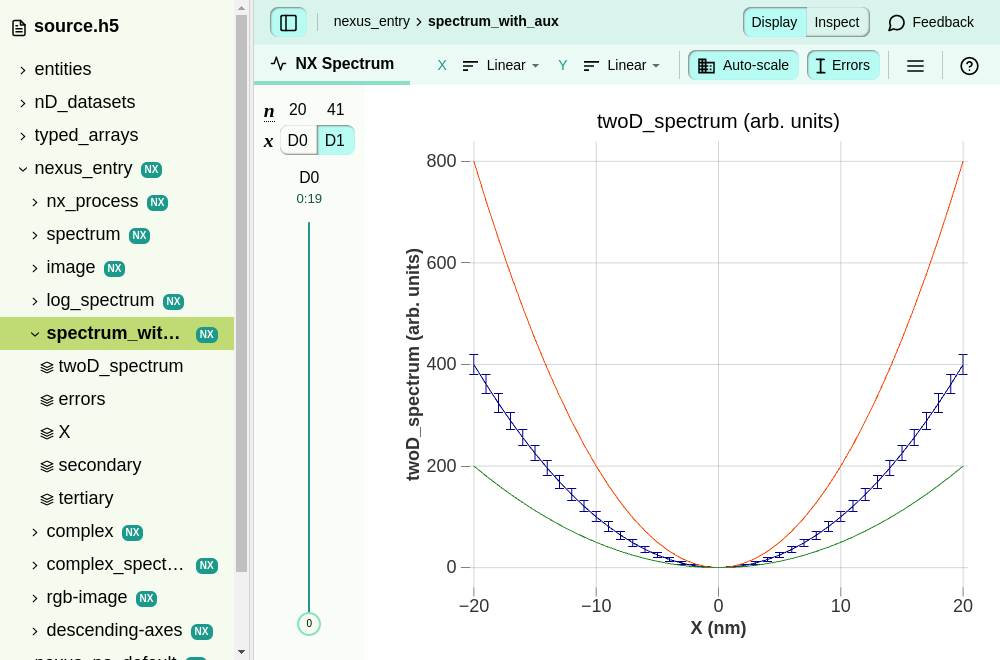 source.h5
entities
nD_datasets
typed_arrays
nexus_entry NX
nx_process NX
spectrum NX
image NX
log_spectrum NX
spectrum_wit... NX
twoD_spectrum
errors
X
secondary
tertiary
complex NX
complex_spect... NX
rgb-image NX
descending-axes NX
nexus_entry > spectrum_with_aux
Display Inspect Feedback
NX Spectrum X Linear Y Linear Auto-scale Errors
n 20 41
x D0 D1
D0
0:19
0
twoD_spectrum (arb. units)
800
600
400
200
0
twoD_spectrum (arb. units)
−20 −10 0 10 20
X (nm)